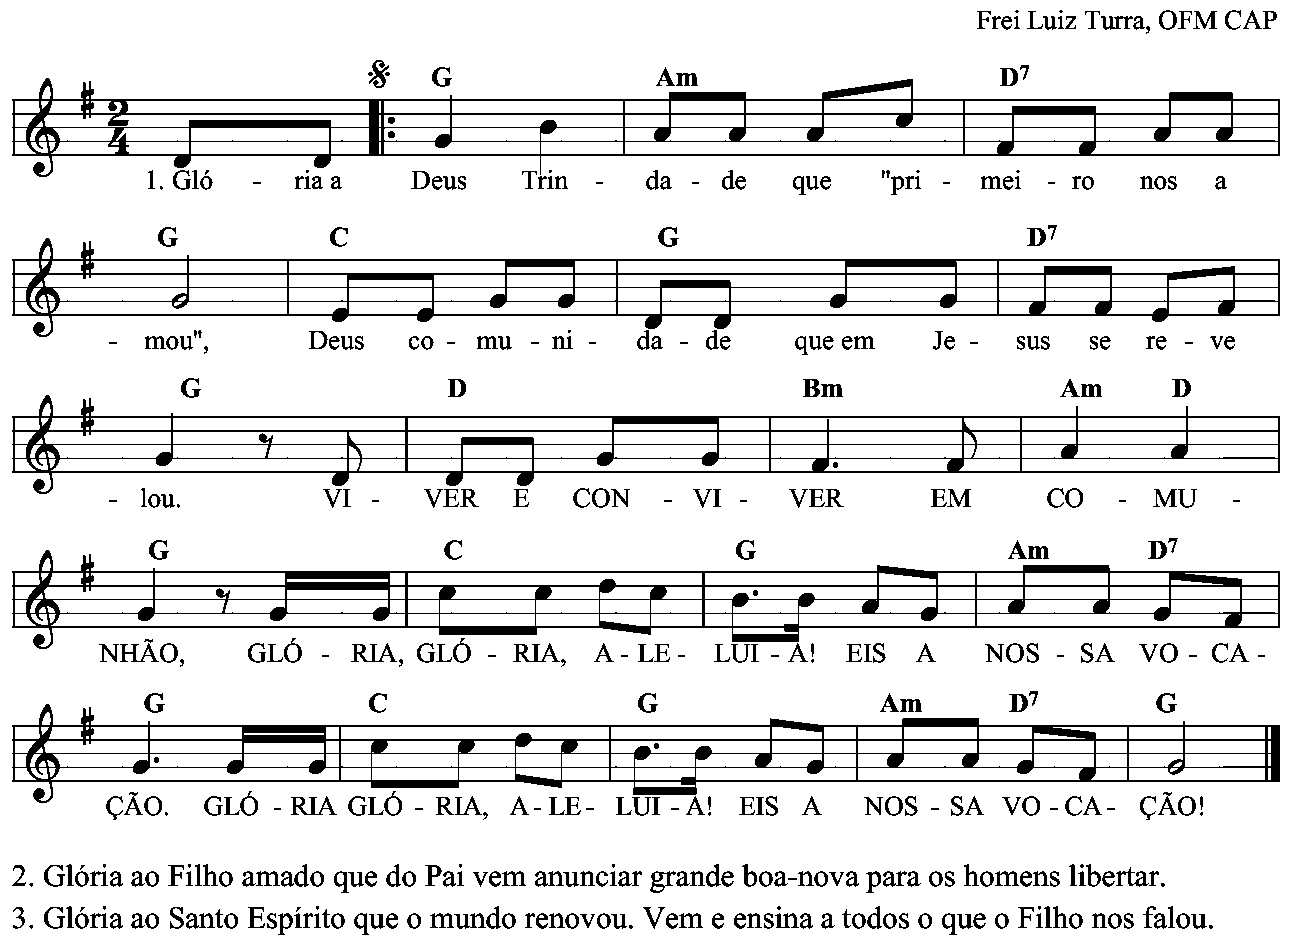 Frei Luiz Turra, OFM CAP
G Am D7
1. Gló - ria a Deus Trin - da - de que "pri - mei - ro nos a
G C G D7
- mou", Deus co - mu - ni - da - de que em Je - sus se re - ve
G D Bm Am D
- lou. VI - VER E CON - VI - VER EM CO - MU -
G C G Am D7
NHÃO, GLÓ - RIA, GLÓ - RIA, A - LE - LUI - A! EIS A NOS - SA VO - CA -
G C G Am D7 G
ÇÃO. GLÓ - RIA GLÓ - RIA, A - LE - LUI - A! EIS A NOS - SA VO - CA - ÇÃO!
2. Glória ao Filho amado que do Pai vem anunciar grande boa-nova para os homens libertar.
3. Glória ao Santo Espírito que o mundo renovou. Vem e ensina a todos o que o Filho nos falou.